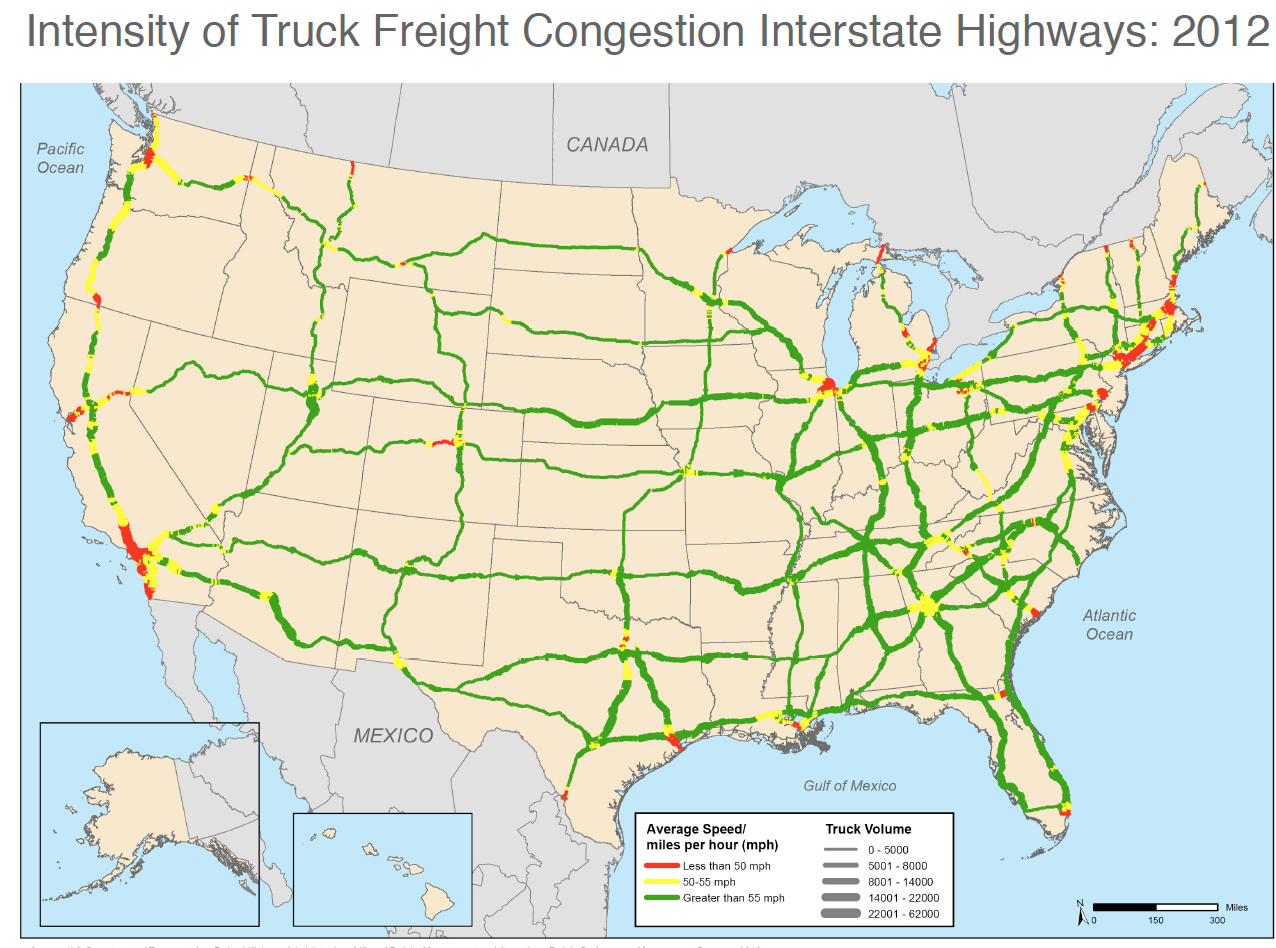 Intensity of Truck Freight Congestion Interstate Highways: 2012
Pacific
Ocean
CANADA
Atlantic
Ocean
MEXICO
Gulf of Mexico
Average Speed/
miles per hour (mph)
Less than 50 mph
50-55 mph
Greater than 55 mph
Truck Volume
0 - 5000
5001 - 8000
8001 - 14000
14001 - 22000
22001 - 62000
N
Miles
0 150 300